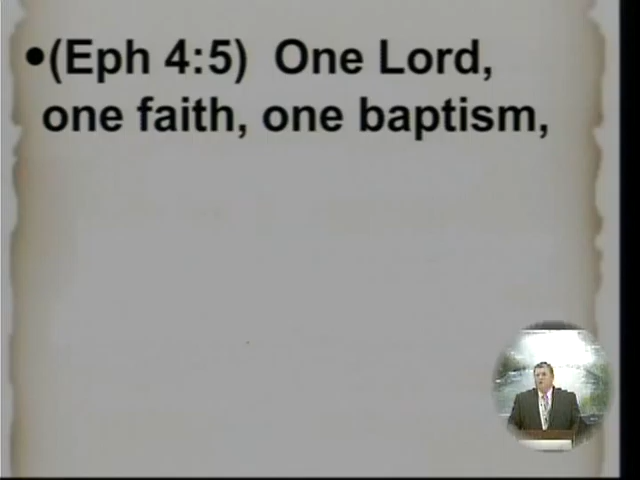 •(Eph 4:5) One Lord,
one faith, one baptism,